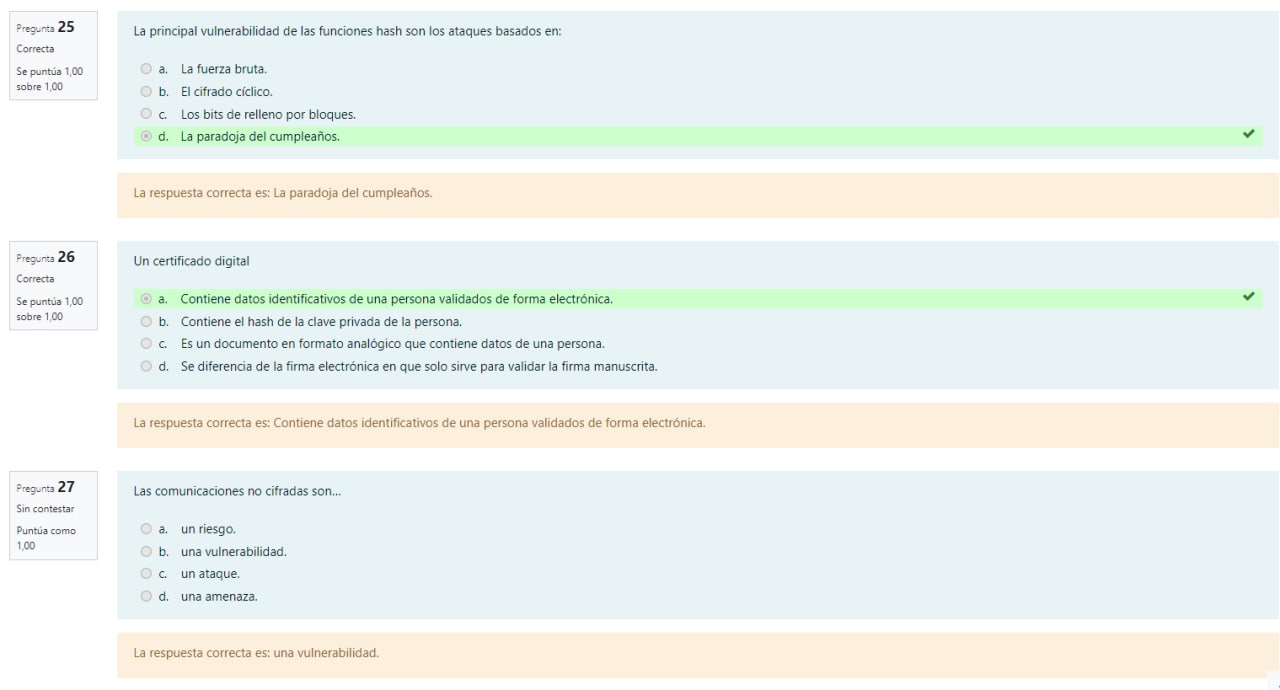 Pregunta 25
Correcta
Se puntúa 1,00
sobre 1,00
La principal vulnerabilidad de las funciones hash son los ataques basados en:
a. La fuerza bruta.
b. El cifrado cíclico.
c. Los bits de relleno por bloques.
d. La paradoja del cumpleaños.
La respuesta correcta es: La paradoja del cumpleaños.
Pregunta 26
Correcta
Se puntúa 1,00
sobre 1,00
Un certificado digital
a. Contiene datos identificativos de una persona validados de forma electrónica.
b. Contiene el hash de la clave privada de la persona.
c. Es un documento en formato analógico que contiene datos de una persona.
d. Se diferencia de la firma electrónica en que solo sirve para validar la firma manuscrita.
La respuesta correcta es: Contiene datos identificativos de una persona validados de forma electrónica.
Pregunta 27
Sin contestar
Puntúa como
1,00
Las comunicaciones no cifradas son...
a. un riesgo.
b. una vulnerabilidad.
c. un ataque.
d. una amenaza.
La respuesta correcta es: una vulnerabilidad.